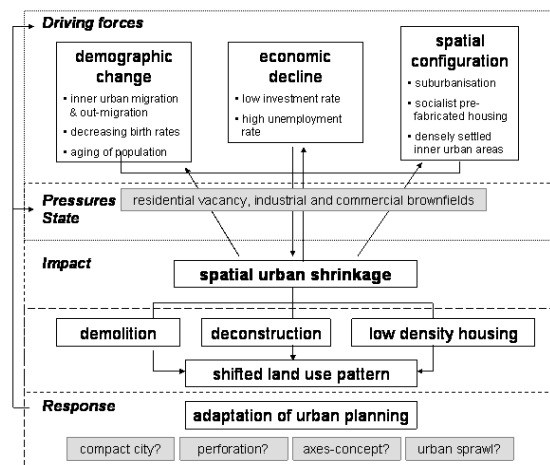 Driving forces
demographic
change
▪ inner urban migration
& out-migration
▪ decreasing birth rates
▪ aging of population
economic
decline
▪ low investment rate
▪ high unemployment
rate
spatial
configuration
▪ suburbanisation
▪ socialist pre-
fabricated housing
▪ densely settled
inner urban areas
Pressures
State
residential vacancy, industrial and commercial brownfields
Impact
spatial urban shrinkage
demolition
deconstruction
low density housing
shifted land use pattern
Response
adaptation of urban planning
compact city?
perforation?
axes-concept?
urban sprawl?